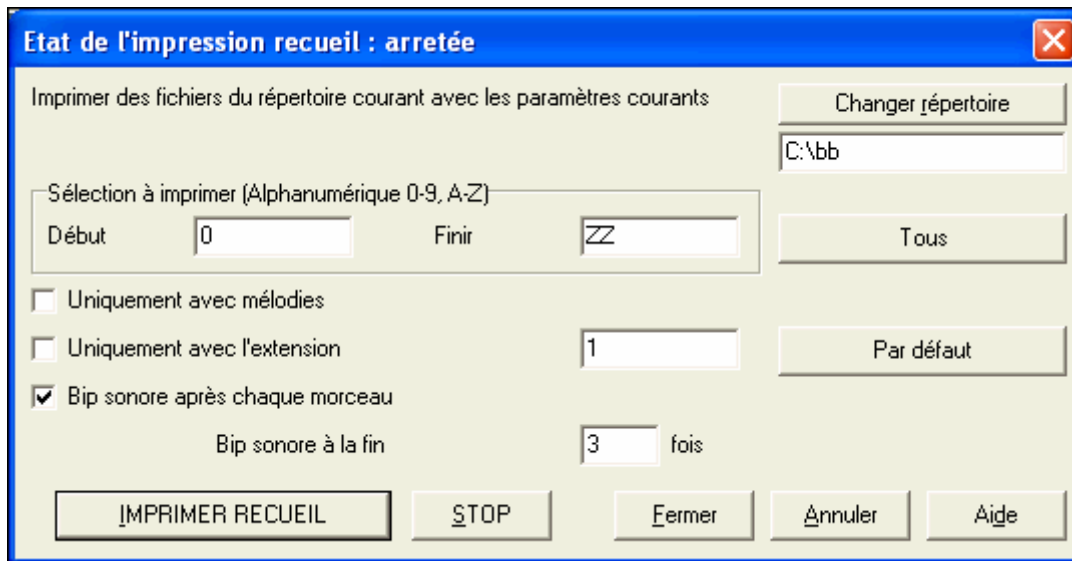 Etat de l'impression recueil : arretée
Imprimer des fichiers du répertoire courant avec les paramètres courants
Changer répertoire
C:\bb
Sélection à imprimer (Alphanumérique 0-9, A-Z)
Début 0 Finir ZZ
Tous
Uniquement avec mélodies
Uniquement avec l'extension 1
Par défaut
Bip sonore après chaque morceau
Bip sonore à la fin 3 fois
IMPRIMER RECUEIL STOP Fermer Annuler Aide